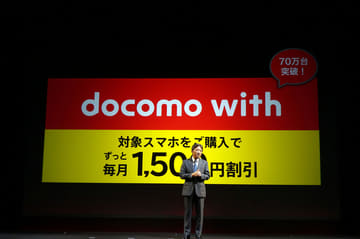 70万台
突破！
docomo with
対象スマホをご購入で
ずっと
毎月1,50 円割引